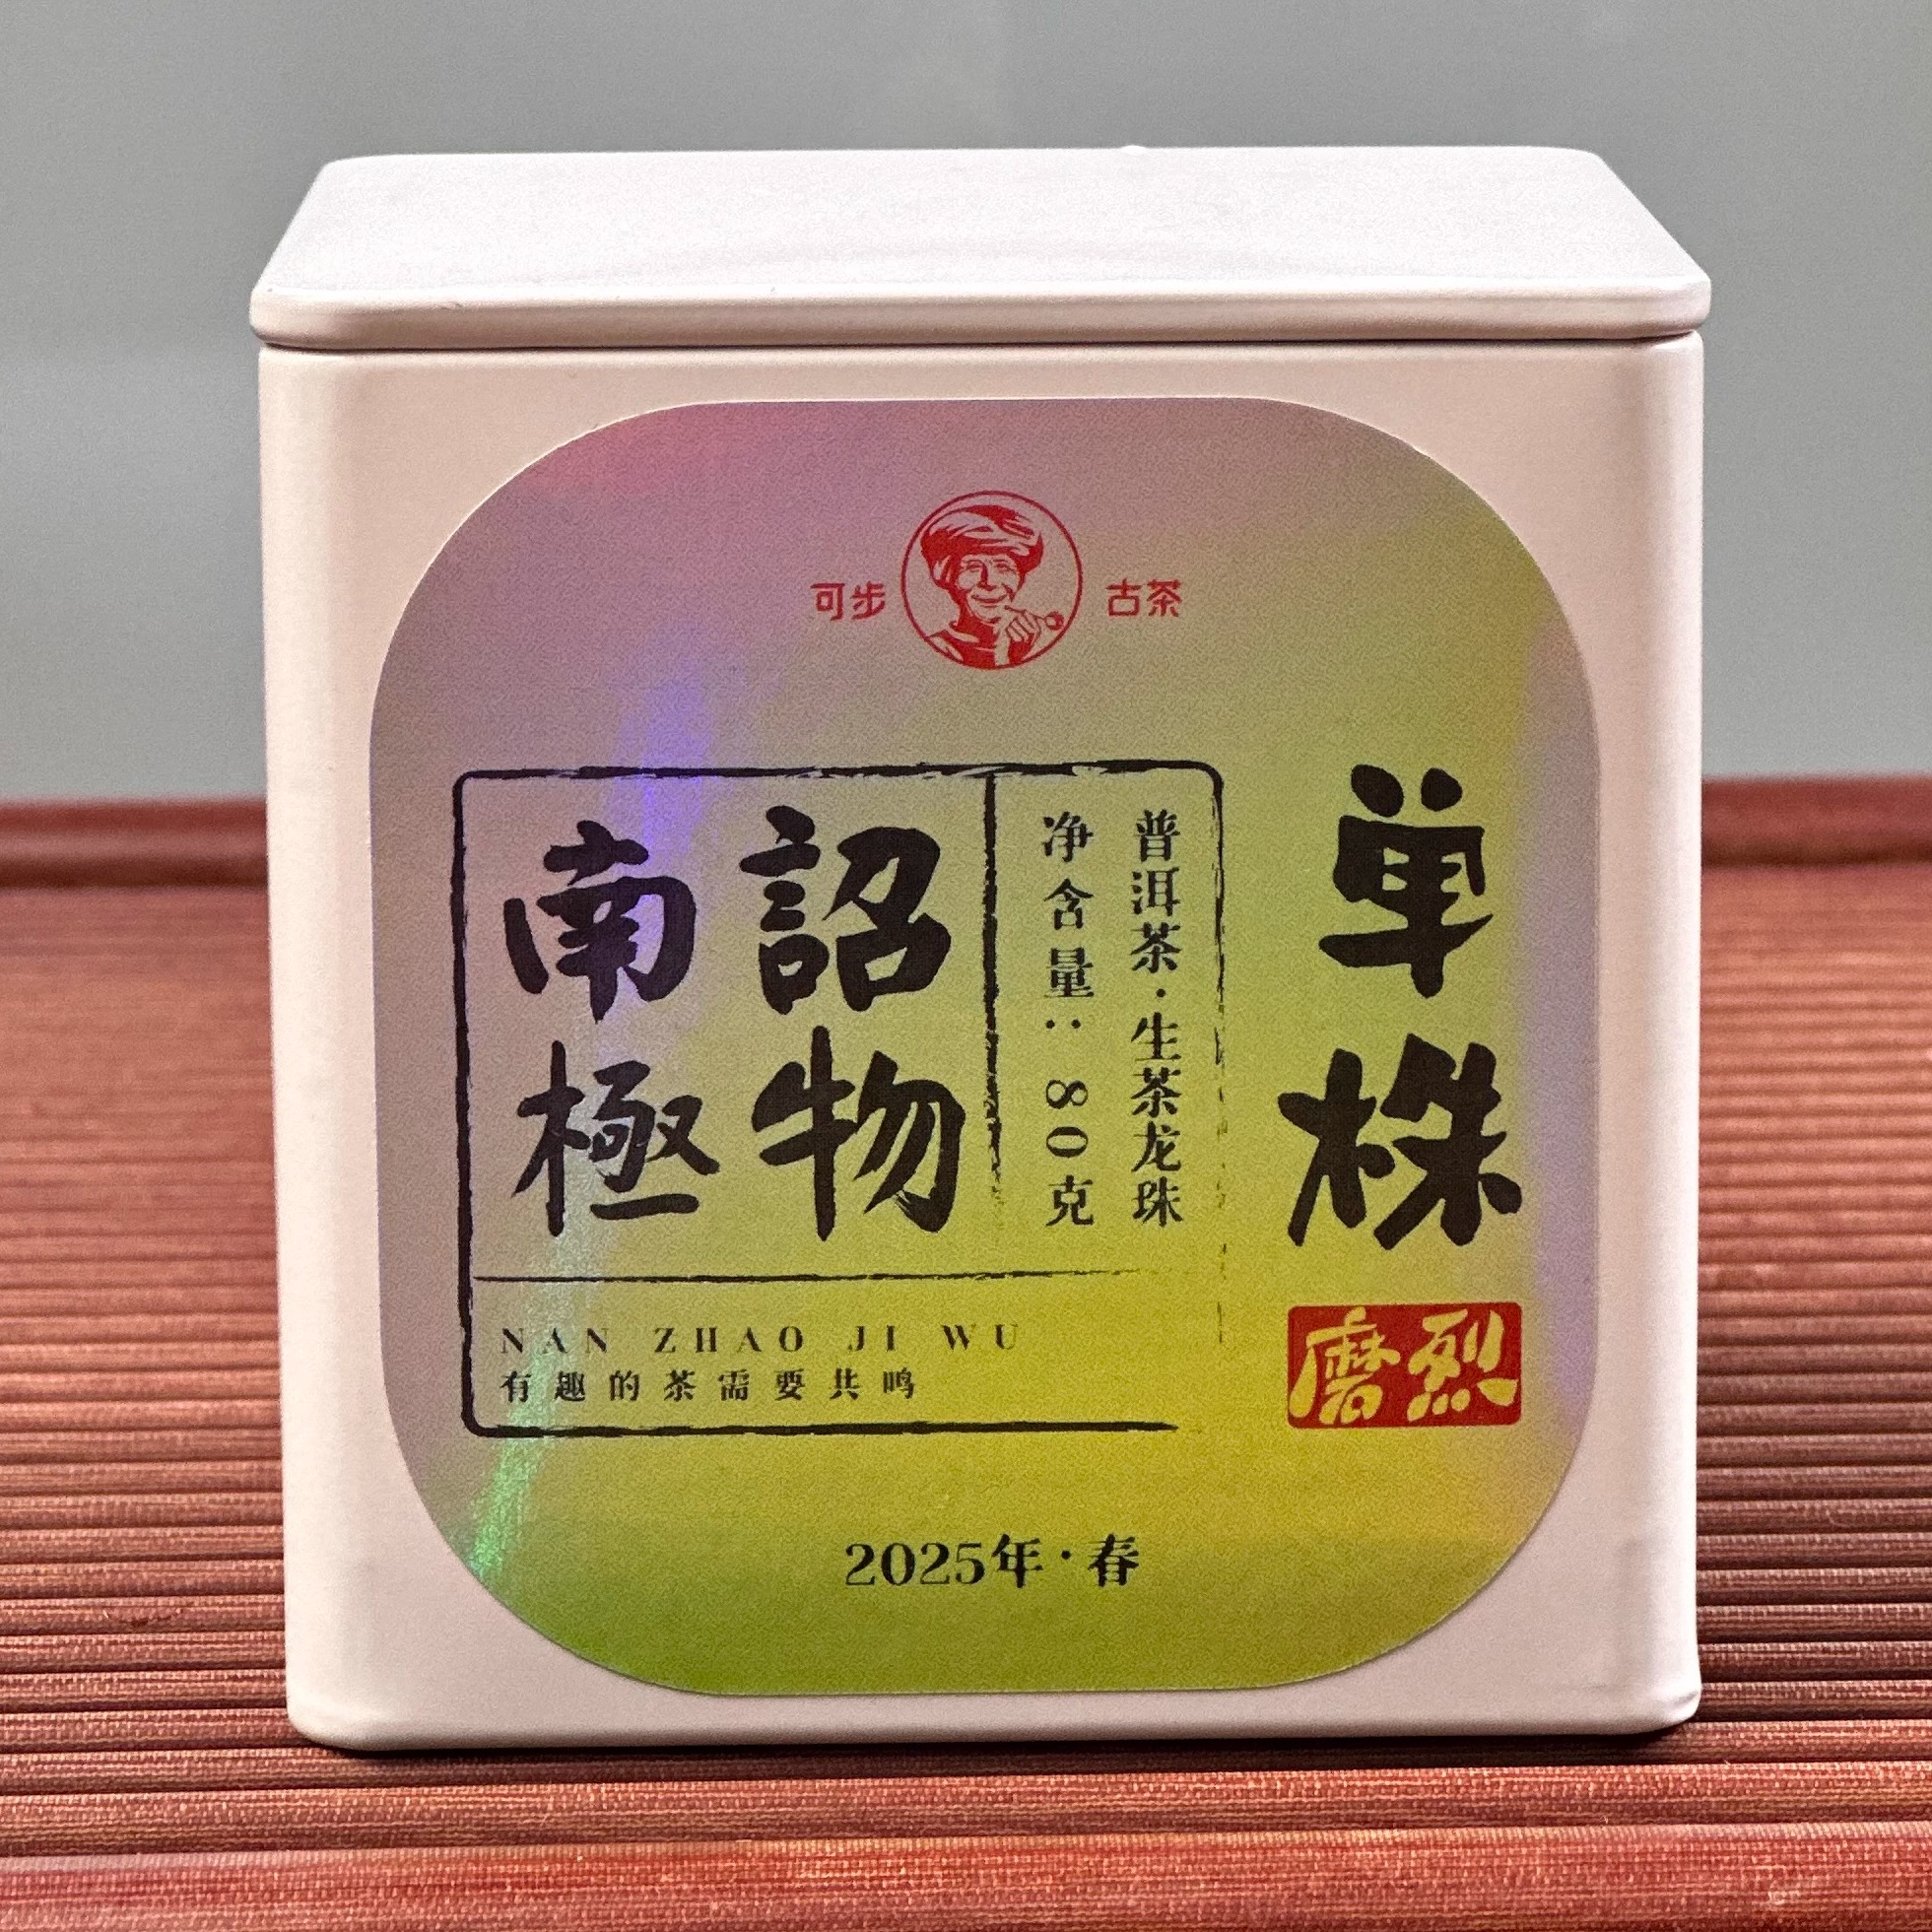 可步 古茶
南詔
極物
普洱茶·生茶龙珠
净含量：80克
单株
磨烈
NAN ZHAO JI WU
有趣的茶需要共鸣
2025年·春